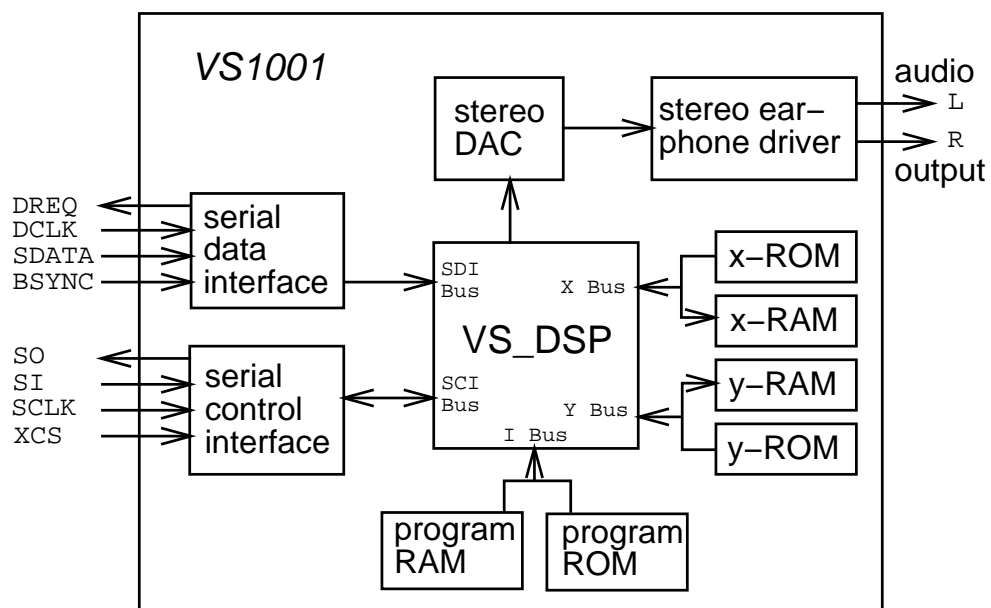 VS1001
audio
L
R
output
stereo
DAC
stereo ear–
phone driver
DREQ
DCLK
SDATA
BSYNC
serial
data
interface
SDI
Bus
X Bus
x–ROM
x–RAM
VS_DSP
SO
SI
SCLK
XCS
serial
control
interface
SCI
Bus
Y Bus
I Bus
y–RAM
y–ROM
program
RAM
program
ROM